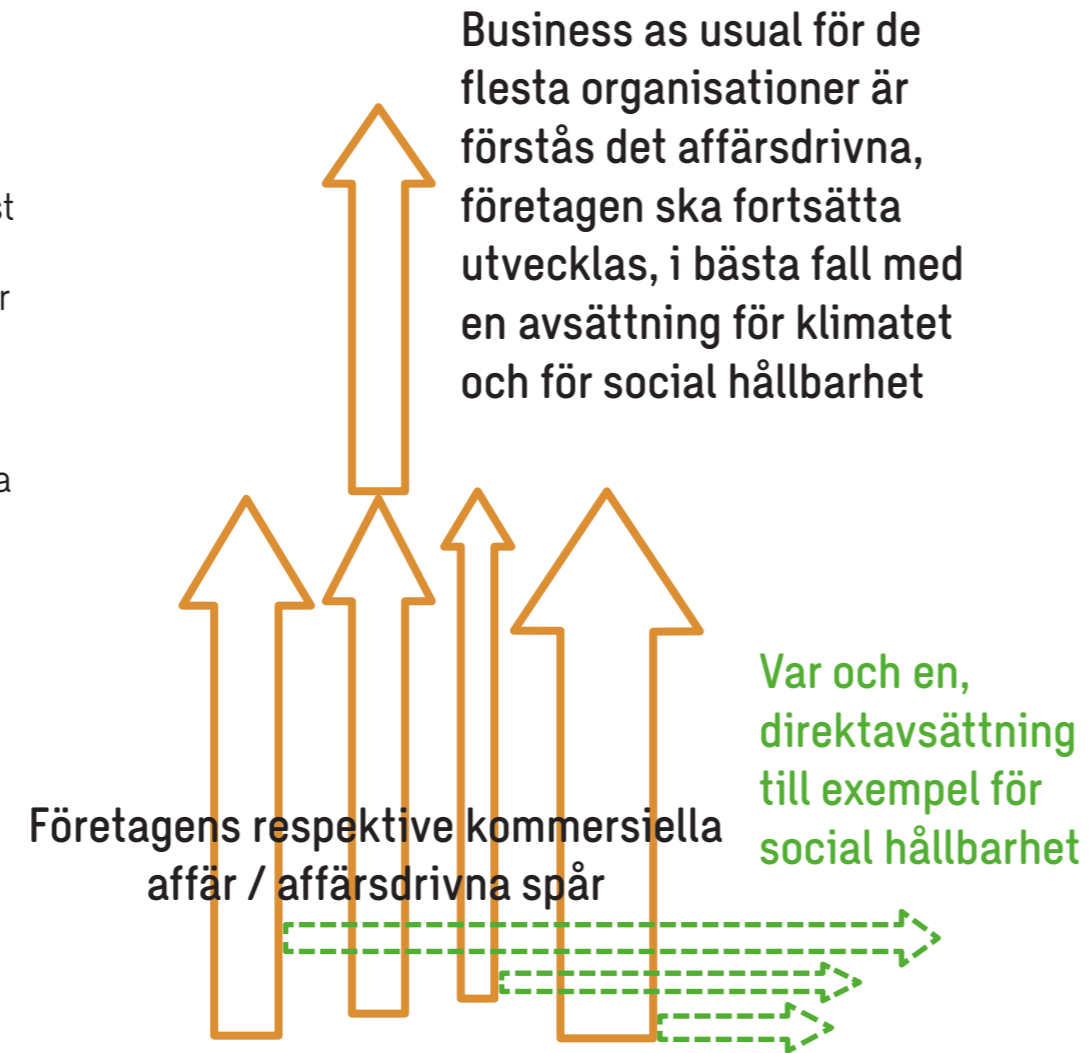 Business as usual för de
flesta organisationer är
förstås det affärsdrivna,
företagen ska fortsätta
utvecklas, i bästa fall med
en avsättning för klimatet
och för social hållbarhet
st
r
a
Var och en,
direktavsättning
till exempel för
social hållbarhet
Företagens respektive kommersiella
affär / affärsdrivna spår